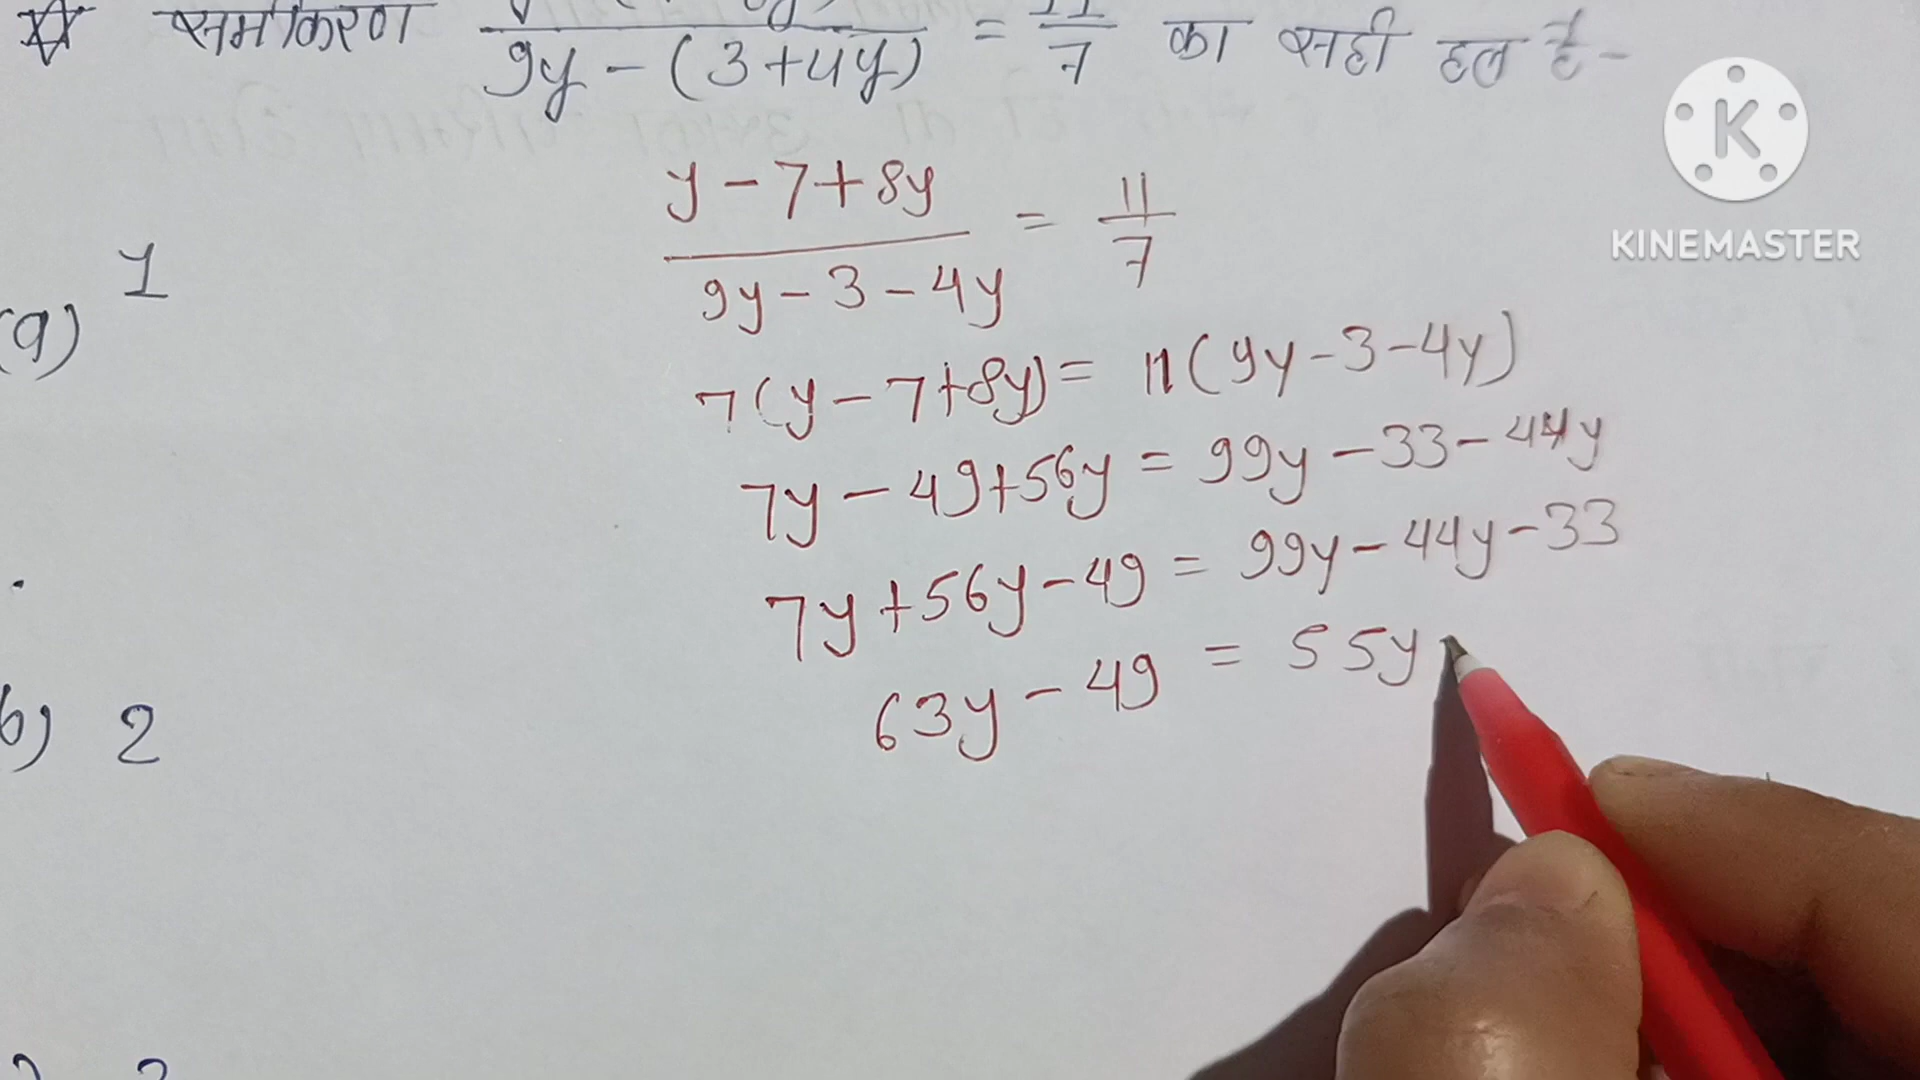 समीकरण / 9y - (3+4y) = 11/7 का सही हल है -
y - 7 + 8y / 9y - 3 - 4y = 11/7
(a) 1
7(y - 7 + 8y) = 11(9y - 3 - 4y)
7y - 49 + 56y = 99y - 33 - 44y
7y + 56y - 49 = 99y - 44y - 33
63y - 49 = 55y
b) 2
KINEMASTER